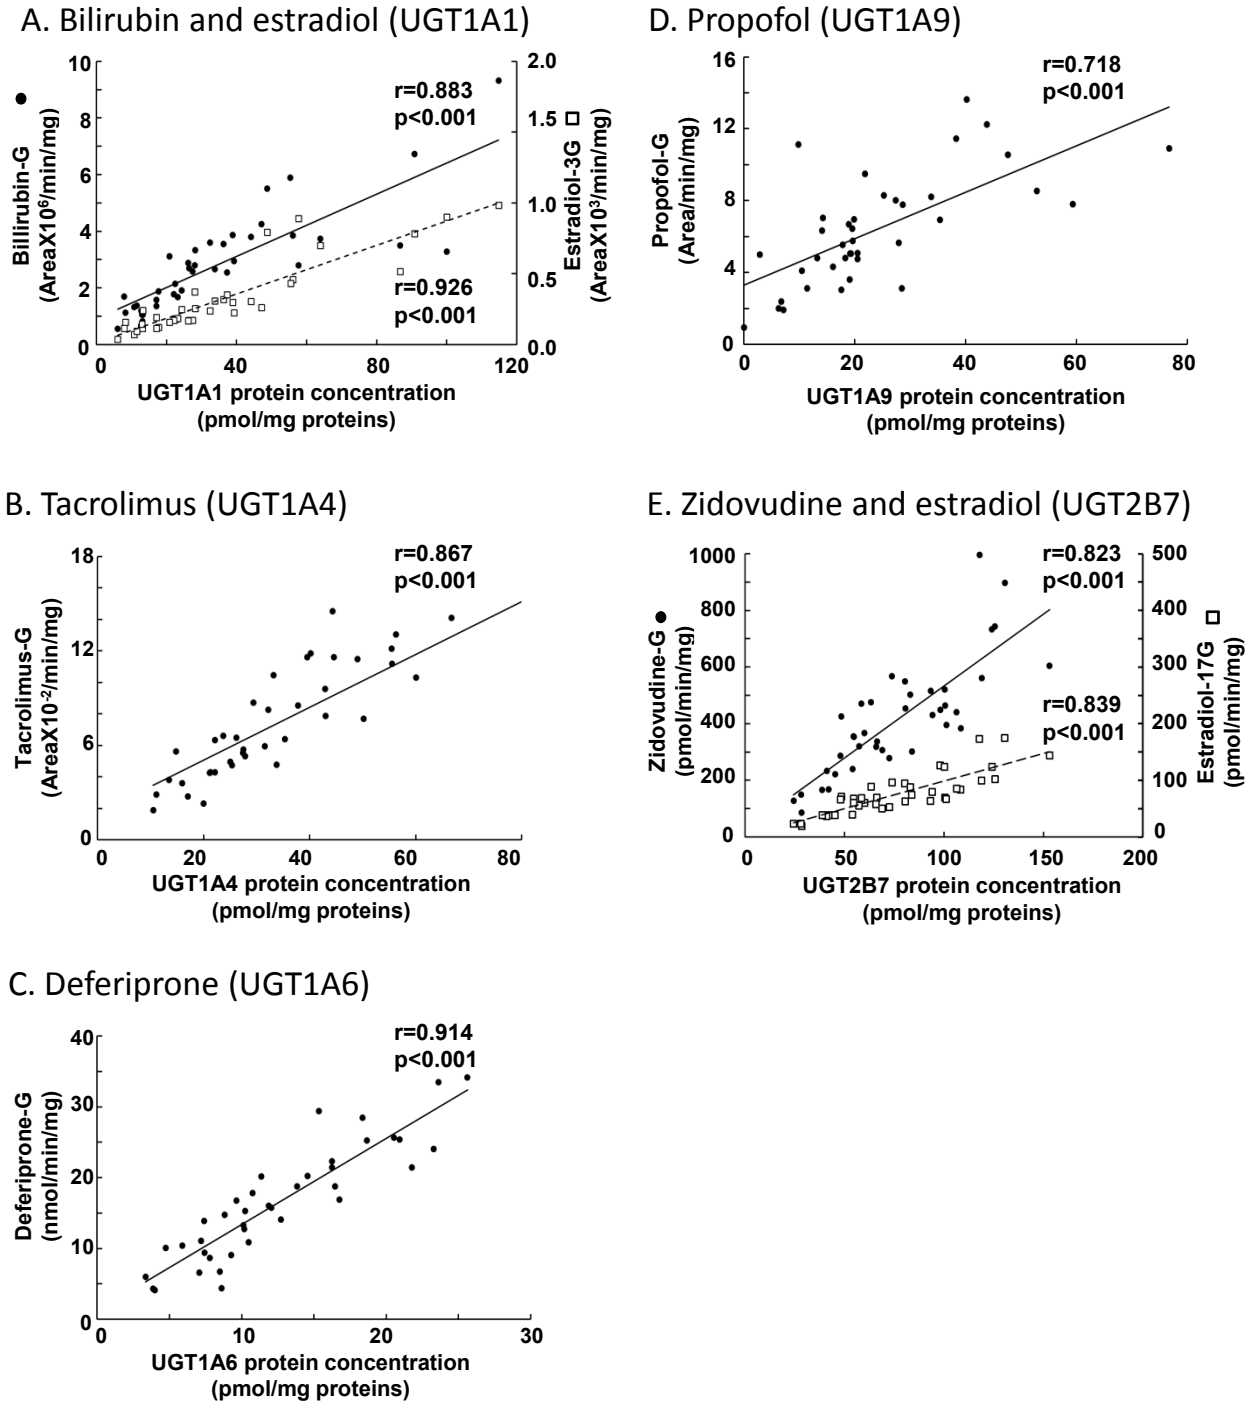 A. Bilirubin and estradiol (UGT1A1)
Billirubin-G
(AreaX10⁶/min/mg)
10
8
6
4
2
0
r=0.883
p<0.001
r=0.926
p<0.001
2.0
1.5
1.0
0.5
0.0
Estradiol-3G
(AreaX10³/min/mg)
0 40 80 120
UGT1A1 protein concentration
(pmol/mg proteins)
B. Tacrolimus (UGT1A4)
Tacrolimus-G
(AreaX10⁻²/min/mg)
18
12
6
0
r=0.867
p<0.001
0 20 40 60 80
UGT1A4 protein concentration
(pmol/mg proteins)
C. Deferiprone (UGT1A6)
Deferiprone-G
(nmol/min/mg)
40
30
20
10
0
r=0.914
p<0.001
0 10 20 30
UGT1A6 protein concentration
(pmol/mg proteins)
D. Propofol (UGT1A9)
Propofol-G
(Area/min/mg)
16
12
8
4
0
r=0.718
p<0.001
0 20 40 60 80
UGT1A9 protein concentration
(pmol/mg proteins)
E. Zidovudine and estradiol (UGT2B7)
Zidovudine-G
(pmol/min/mg)
1000
800
600
400
200
0
r=0.823
p<0.001
r=0.839
p<0.001
500
400
300
200
100
0
Estradiol-17G
(pmol/min/mg)
0 50 100 150 200
UGT2B7 protein concentration
(pmol/mg proteins)